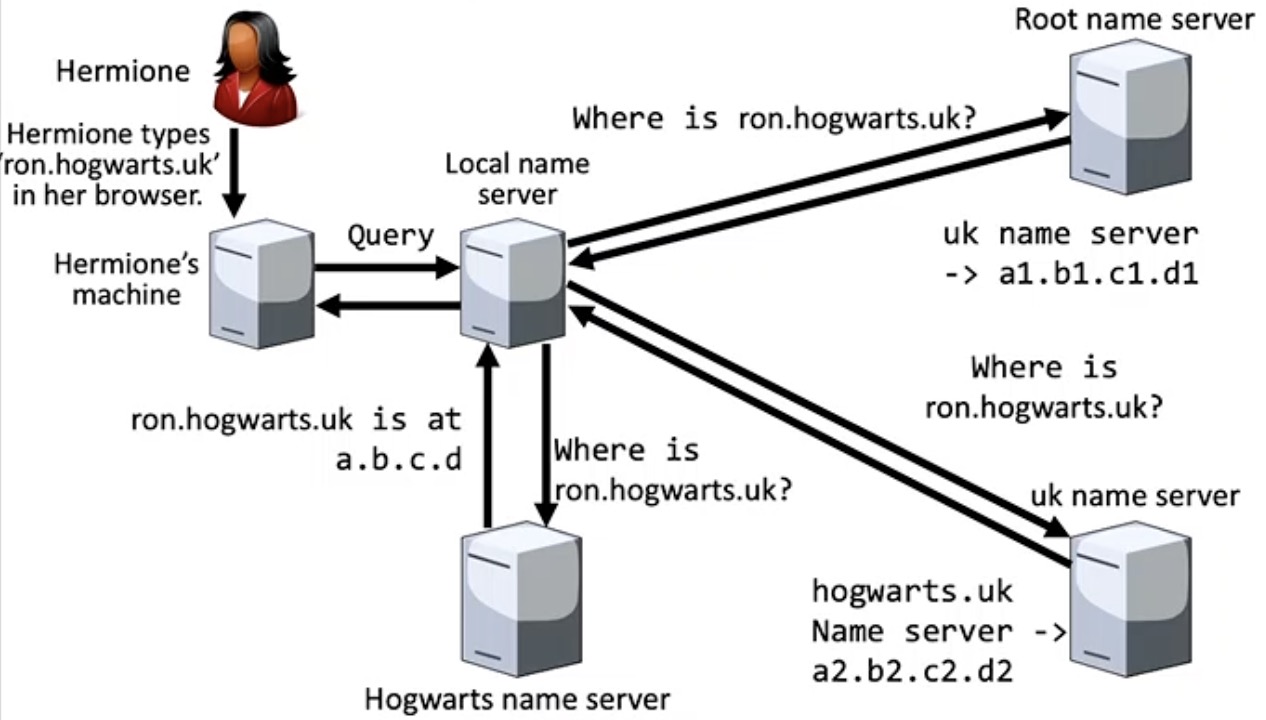 Root name server
Hermione
Where is ron.hogwarts.uk?
Hermione types
'ron.hogwarts.uk'
in her browser.
Local name
server
Query
uk name server
-> a1.b1.c1.d1
Hermione's
machine
Where is
ron.hogwarts.uk?
ron.hogwarts.uk is at
a.b.c.d
Where is
ron.hogwarts.uk?
uk name server
hogwarts.uk
Name server ->
a2.b2.c2.d2
Hogwarts name server